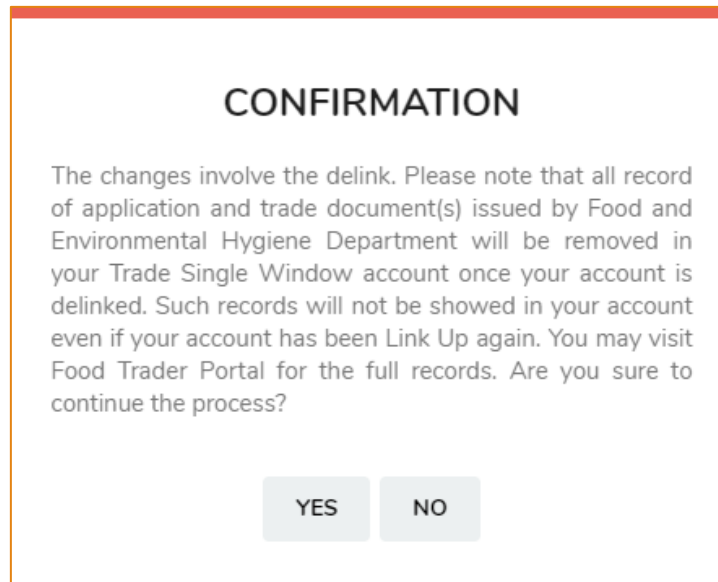 CONFIRMATION
The changes involve the delink. Please note that all record
of application and trade document(s) issued by Food and
Environmental Hygiene Department will be removed in
your Trade Single Window account once your account is
delinked. Such records will not be showed in your account
even if your account has been Link Up again. You may visit
Food Trader Portal for the full records. Are you sure to
continue the process?
YES NO